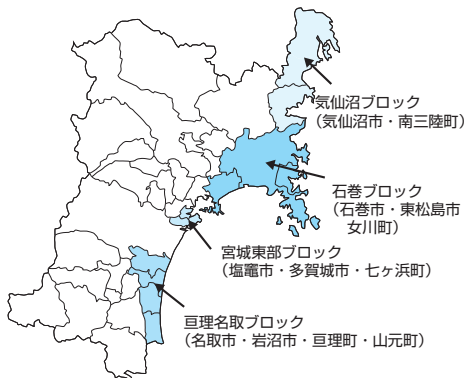 気仙沼ブロック
（気仙沼市・南三陸町）
石巻ブロック
（石巻市・東松島市
女川町）
宮城東部ブロック
（塩竈市・多賀城市・七ヶ浜町）
亘理名取ブロック
（名取市・岩沼市・亘理町・山元町）